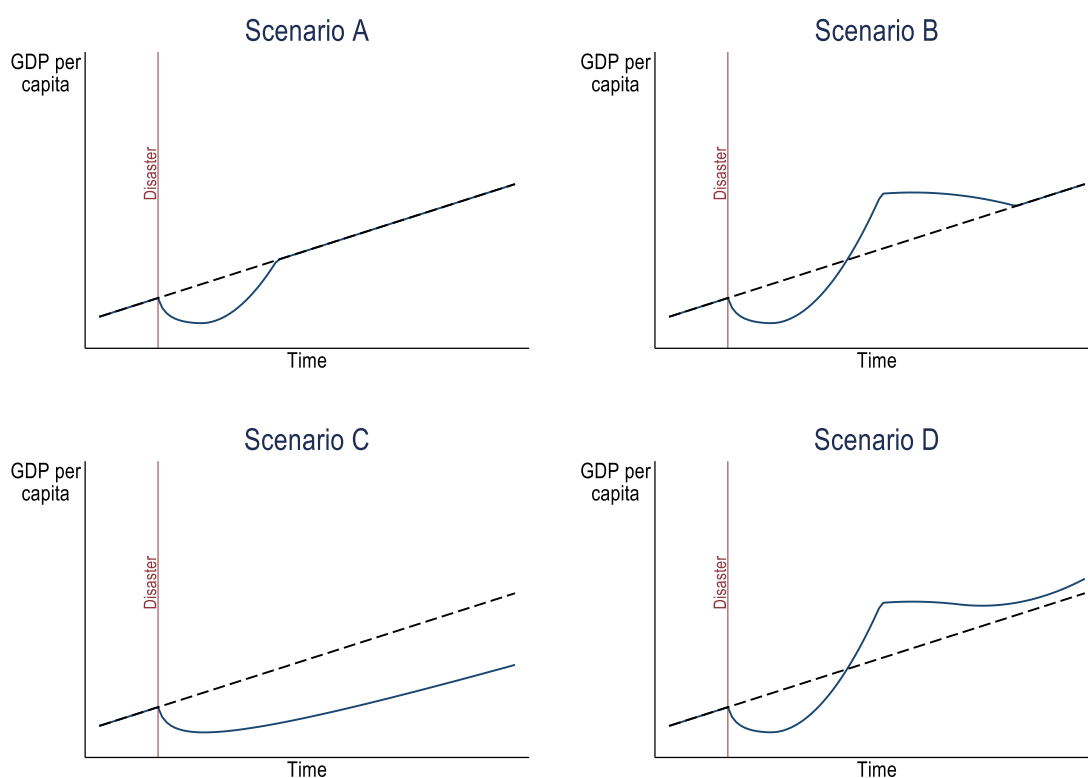 Scenario A
GDP per
capita
Disaster
Time
Scenario B
GDP per
capita
Disaster
Time
Scenario C
GDP per
capita
Disaster
Time
Scenario D
GDP per
capita
Disaster
Time